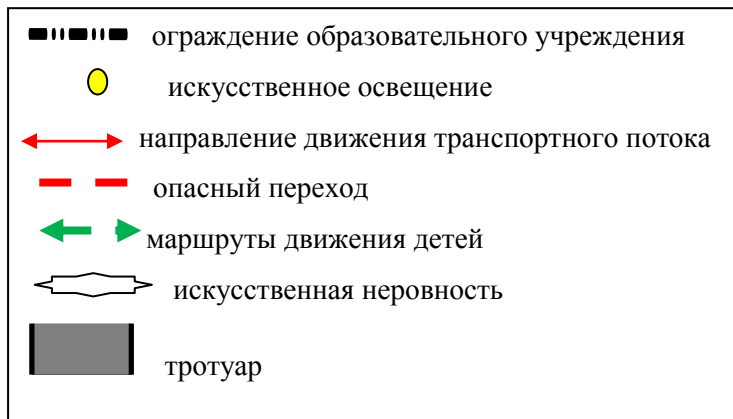 ограждение образовательного учреждения
искусственное освещение
направление движения транспортного потока
опасный переход
маршруты движения детей
искусственная неровность
тротуар